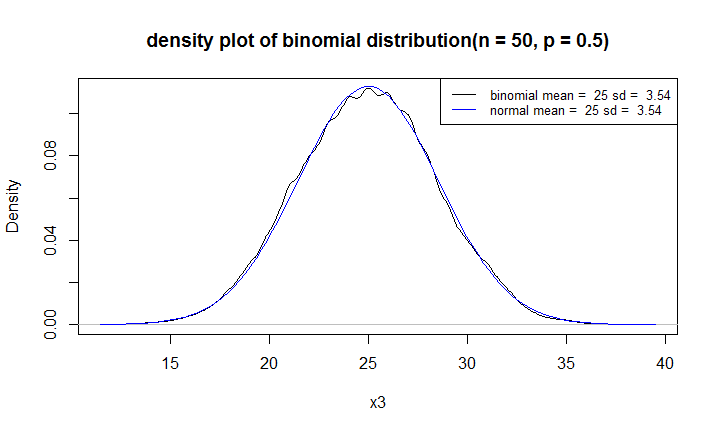 density plot of binomial distribution(n = 50, p = 0.5)
binomial mean =  25 sd =  3.54
normal mean =  25 sd =  3.54
Density
0.08
0.04
0.00
15 20 25 30 35 40
x3